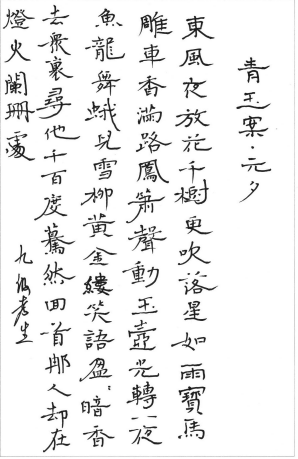 青玉案·元夕
東風夜放花千樹更吹落星如雨寶馬
雕車香滿路鳳簫聲動玉壺光轉一夜
魚龍舞蛾兒雪柳黃金縷笑語盈〻暗香
去衆裏尋他千百度驀然回首那人却在
燈火闌珊處
九老生